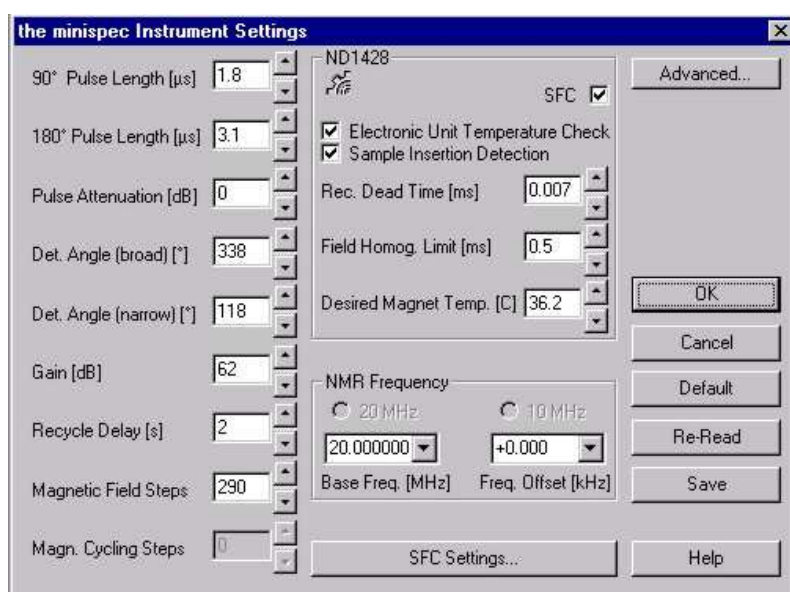 the minispec Instrument Settings
90° Pulse Length [µs] 1.8
180° Pulse Length [µs] 3.1
Pulse Attenuation [dB] 0
Det. Angle (broad) [°] 338
Det. Angle (narrow) [°] 118
Gain [dB] 62
Recycle Delay [s] 2
Magnetic Field Steps 290
Magn. Cycling Steps 0
ND1428
SFC
Electronic Unit Temperature Check
Sample Insertion Detection
Rec. Dead Time [ms] 0.007
Field Homog. Limit [ms] 0.5
Desired Magnet Temp. [C] 36.2
NMR Frequency
20 MHz 10 MHz
20.000000 +0.000
Base Freq. [MHz] Freq. Offset [kHz]
SFC Settings...
Advanced...
OK
Cancel
Default
Re-Read
Save
Help